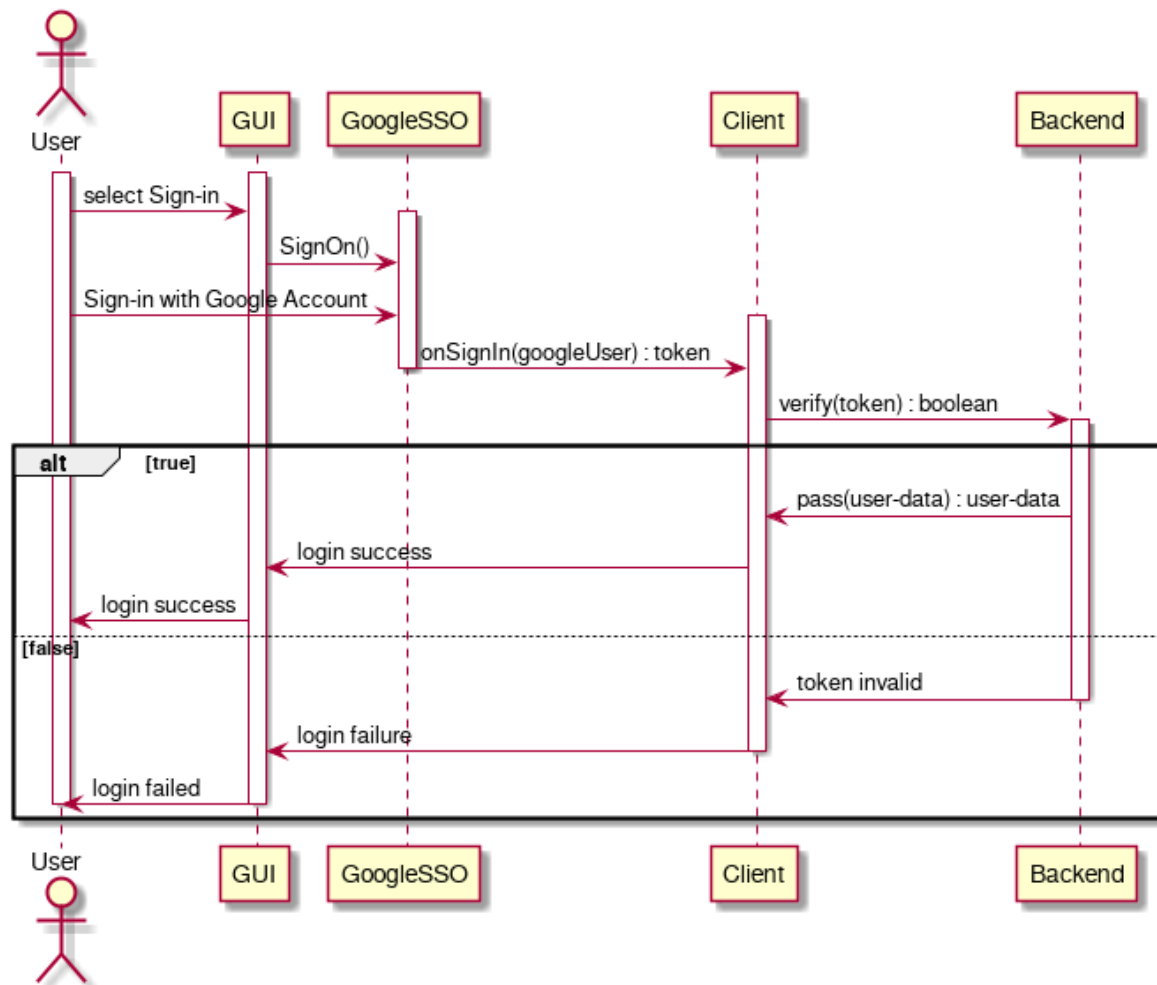 User
GUI
GoogleSSO
Client
Backend
select Sign-in
SignOn()
Sign-in with Google Account
onSignIn(googleUser) : token
verify(token) : boolean
alt [true]
pass(user-data) : user-data
login success
login success
[false]
token invalid
login failure
login failed
User
GUI
GoogleSSO
Client
Backend